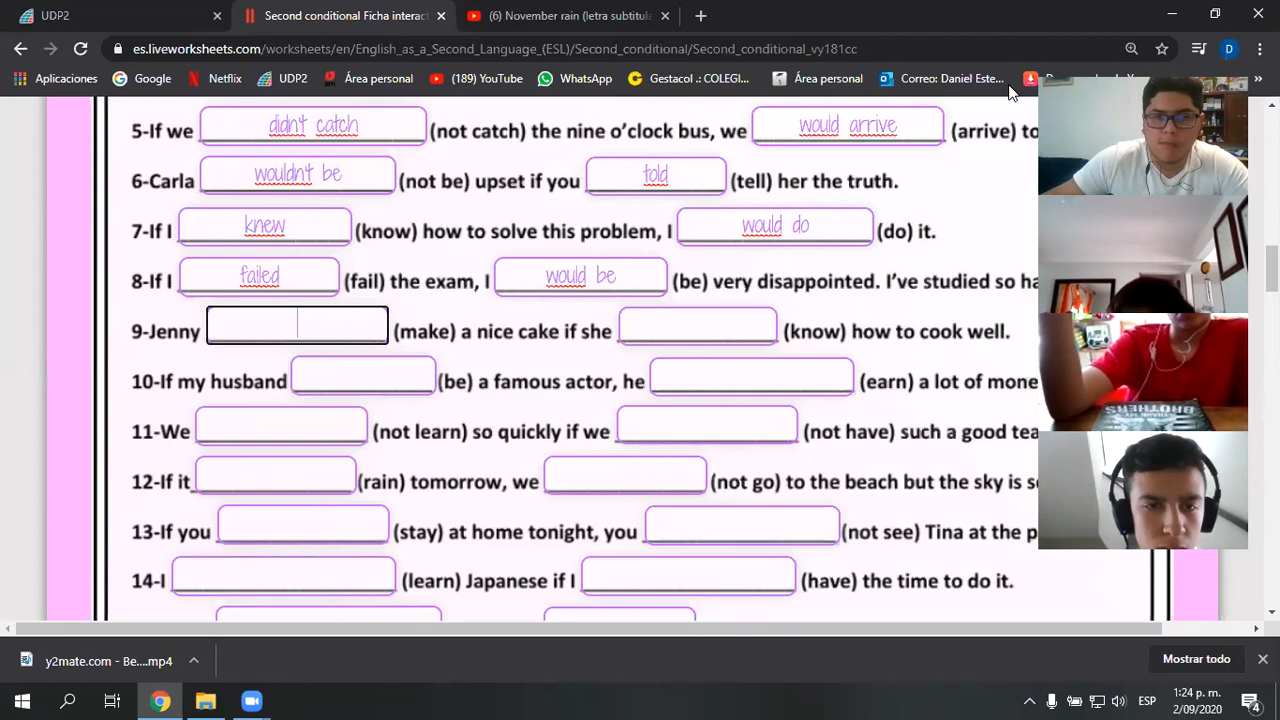 UDP2
Second conditional Ficha interact
(6) November rain (letra subtitula
es.liveworksheets.com/worksheets/en/English_as_a_Second_Language_(ESL)/Second_conditional/Second_conditional_vy181cc
D
Aplicaciones
Google
Netflix
UDP2
Área personal
(189) YouTube
WhatsApp
Gestacol .: COLEGI...
Área personal
Correo: Daniel Este...
5-If we didn't catch (not catch) the nine o'clock bus, we would arrive (arrive) to
6-Carla wouldn't be (not be) upset if you told (tell) her the truth.
7-If I knew (know) how to solve this problem, I would do (do) it.
8-If I failed (fail) the exam, I would be (be) very disappointed. I've studied so ha
9-Jenny (make) a nice cake if she (know) how to cook well.
10-If my husband (be) a famous actor, he (earn) a lot of mone
11-We (not learn) so quickly if we (not have) such a good tea
12-If it (rain) tomorrow, we (not go) to the beach but the sky is s
13-If you (stay) at home tonight, you (not see) Tina at the p
14-I (learn) Japanese if I (have) the time to do it.
BROTHERS
y2mate.com - Be....mp4
Mostrar todo
ESP
1:24 p. m.
2/09/2020
4